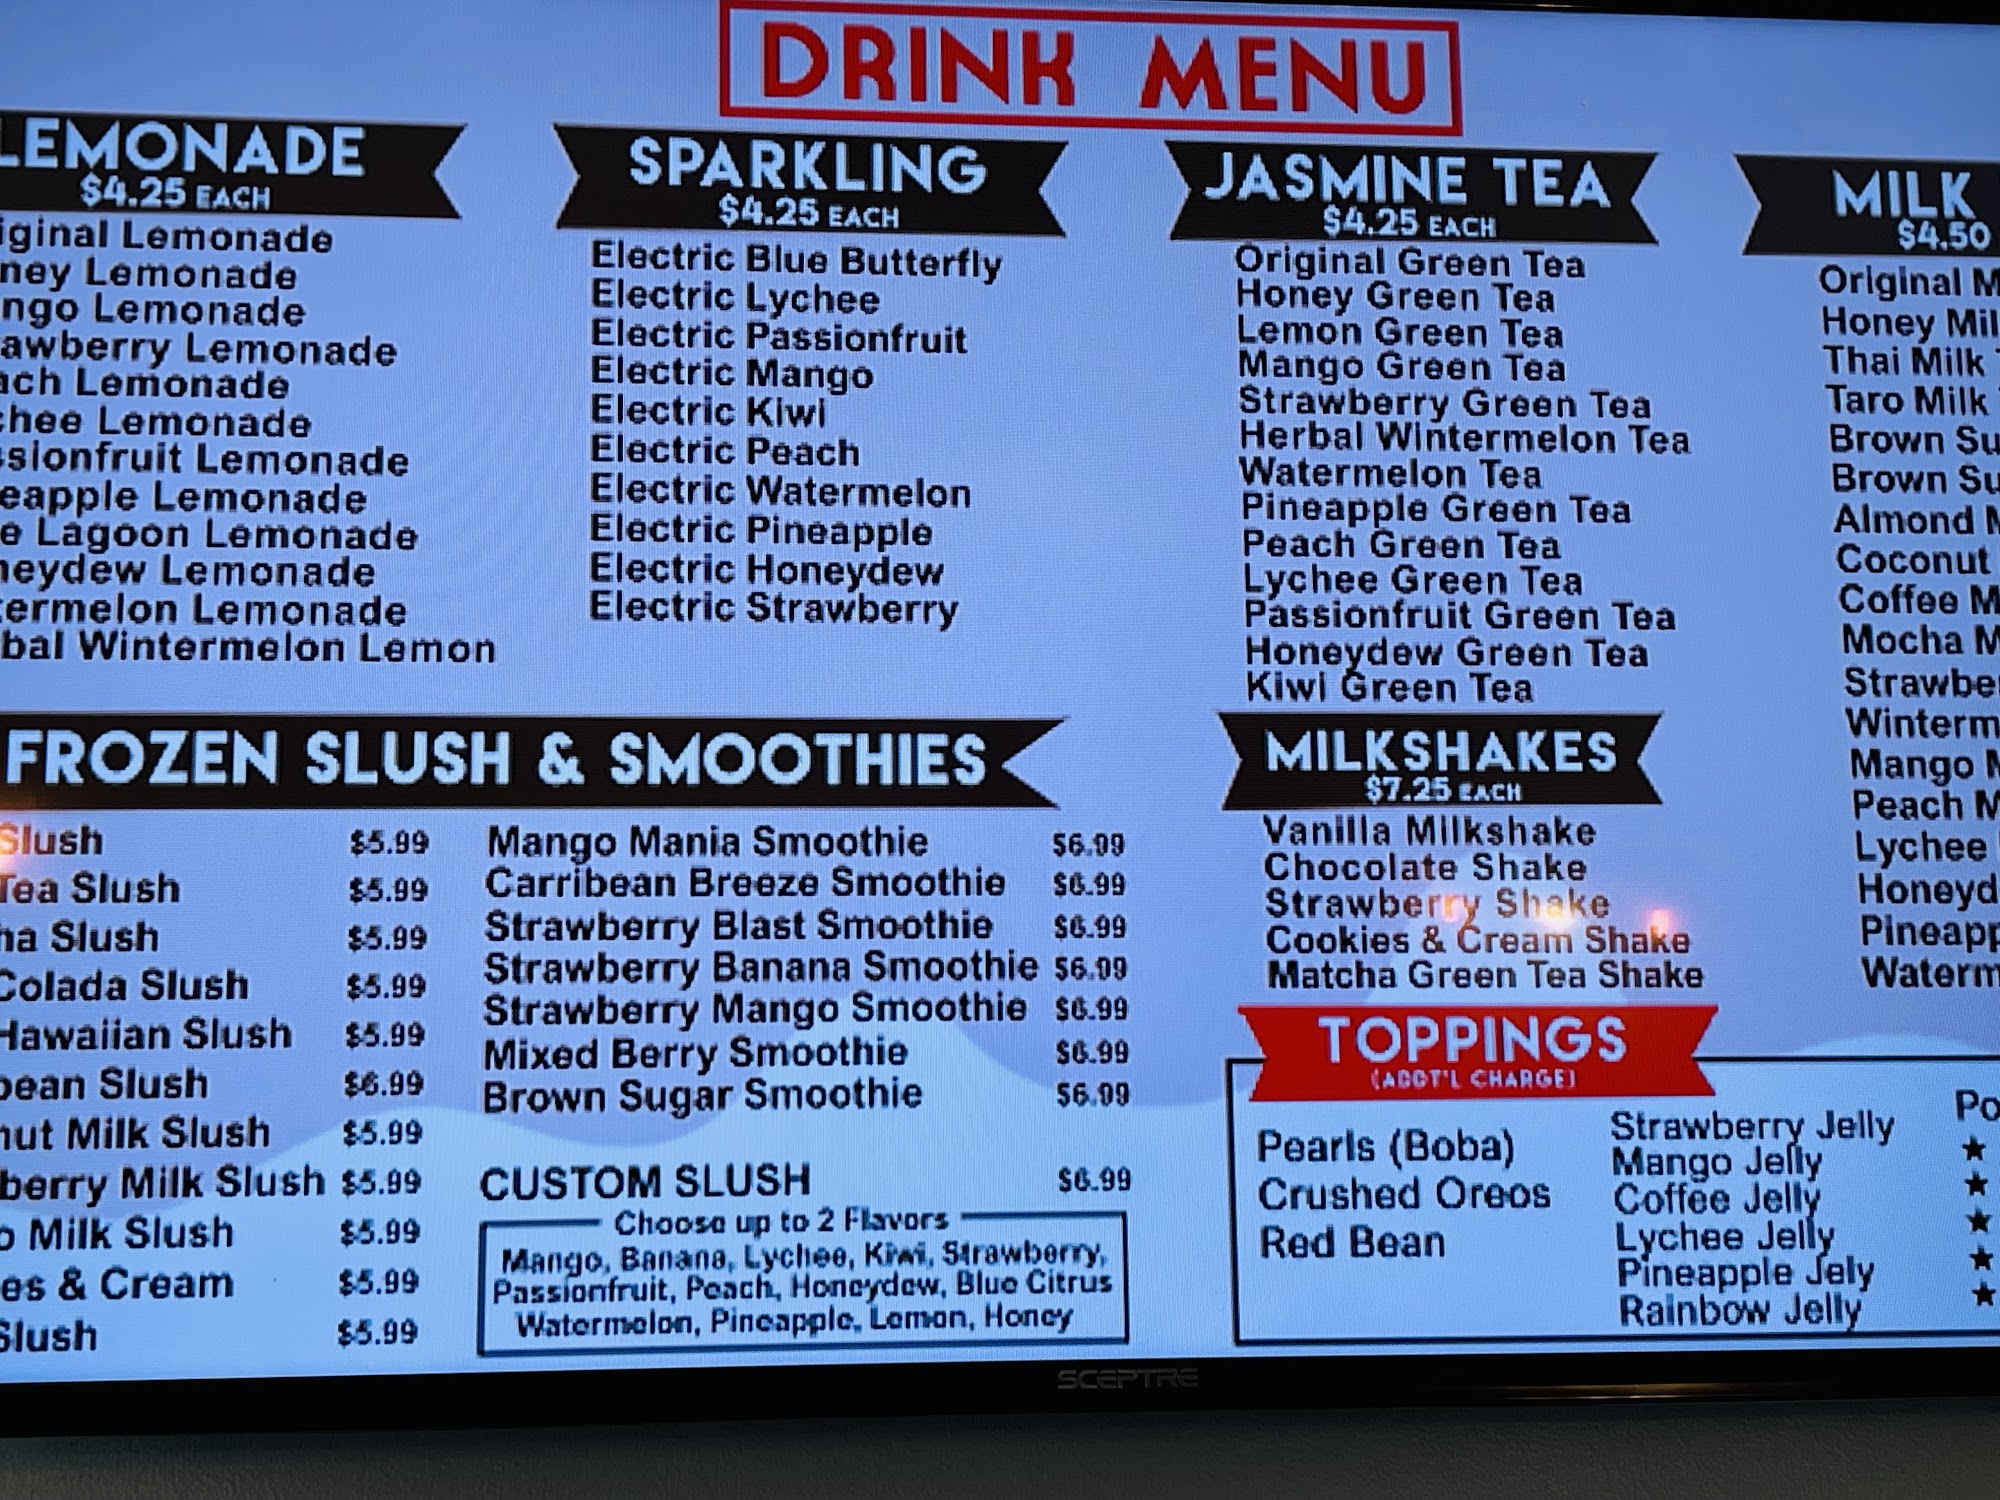 DRINK MENU
LEMONADE
$4.25 EACH
iginal Lemonade
ney Lemonade
ngo Lemonade
awberry Lemonade
ach Lemonade
chee Lemonade
ssionfruit Lemonade
eapple Lemonade
e Lagoon Lemonade
neydew Lemonade
termelon Lemonade
bal Wintermelon Lemon
SPARKLING
$4.25 EACH
Electric Blue Butterfly
Electric Lychee
Electric Passionfruit
Electric Mango
Electric Kiwi
Electric Peach
Electric Watermelon
Electric Pineapple
Electric Honeydew
Electric Strawberry
JASMINE TEA
$4.25 EACH
Original Green Tea
Honey Green Tea
Lemon Green Tea
Mango Green Tea
Strawberry Green Tea
Herbal Wintermelon Tea
Watermelon Tea
Pineapple Green Tea
Peach Green Tea
Lychee Green Tea
Passionfruit Green Tea
Honeydew Green Tea
Kiwi Green Tea
MILK
$4.50
Original M
Honey Mil
Thai Milk
Taro Milk
Brown Su
Brown Su
Almond M
Coconut
Coffee M
Mocha M
Strawbe
Winterm
Mango M
Peach M
Lychee
Honeyd
Pineapp
Waterm
FROZEN SLUSH & SMOOTHIES
Slush $5.99
Tea Slush $5.99
ha Slush $5.99
Colada Slush $5.99
Hawaiian Slush $5.99
bean Slush $6.99
nut Milk Slush $5.99
berry Milk Slush $5.99
o Milk Slush $5.99
es & Cream $5.99
Slush $5.99
Mango Mania Smoothie $6.99
Carribean Breeze Smoothie $6.99
Strawberry Blast Smoothie $6.99
Strawberry Banana Smoothie $6.99
Strawberry Mango Smoothie $6.99
Mixed Berry Smoothie $6.99
Brown Sugar Smoothie $6.99
CUSTOM SLUSH $6.99
Choose up to 2 Flavors
Mango, Banana, Lychee, Kiwi, Strawberry,
Passionfruit, Peach, Honeydew, Blue Citrus
Watermelon, Pineapple, Lemon, Honey
MILKSHAKES
$7.25 EACH
Vanilla Milkshake
Chocolate Shake
Strawberry Shake
Cookies & Cream Shake
Matcha Green Tea Shake
TOPPINGS
(ADDT'L CHARGE)
Pearls (Boba)
Crushed Oreos
Red Bean
Strawberry Jelly
Mango Jelly
Coffee Jelly
Lychee Jelly
Pineapple Jely
Rainbow Jelly
Po
★
★
★
★
★
SCEPTRE